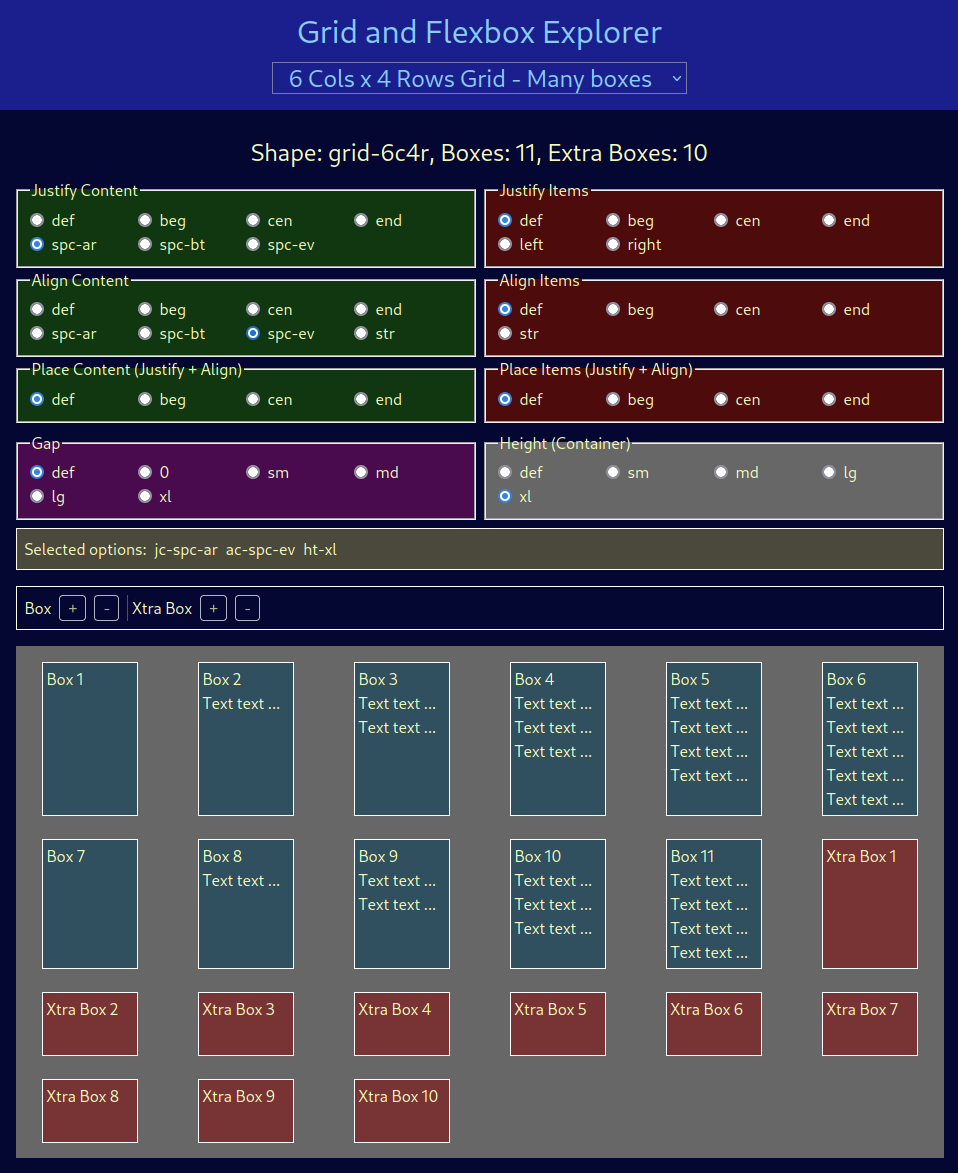 Grid and Flexbox Explorer
6 Cols x 4 Rows Grid - Many boxes
Shape: grid-6c4r, Boxes: 11, Extra Boxes: 10
Justify Content
def beg cen end
spc-ar spc-bt spc-ev
Justify Items
def beg cen end
left right
Align Content
def beg cen end
spc-ar spc-bt spc-ev str
Align Items
def beg cen end
str
Place Content (Justify + Align)
def beg cen end
Place Items (Justify + Align)
def beg cen end
Gap
def 0 sm md
lg xl
Height (Container)
def sm md lg
xl
Selected options: jc-spc-ar ac-spc-ev ht-xl
Box + - Xtra Box + -
Box 1
Box 2
Text text ...
Box 3
Text text ...
Text text ...
Box 4
Text text ...
Text text ...
Text text ...
Box 5
Text text ...
Text text ...
Text text ...
Text text ...
Box 6
Text text ...
Text text ...
Text text ...
Text text ...
Text text ...
Box 7
Box 8
Text text ...
Box 9
Text text ...
Text text ...
Box 10
Text text ...
Text text ...
Text text ...
Box 11
Text text ...
Text text ...
Text text ...
Text text ...
Xtra Box 1
Xtra Box 2
Xtra Box 3
Xtra Box 4
Xtra Box 5
Xtra Box 6
Xtra Box 7
Xtra Box 8
Xtra Box 9
Xtra Box 10